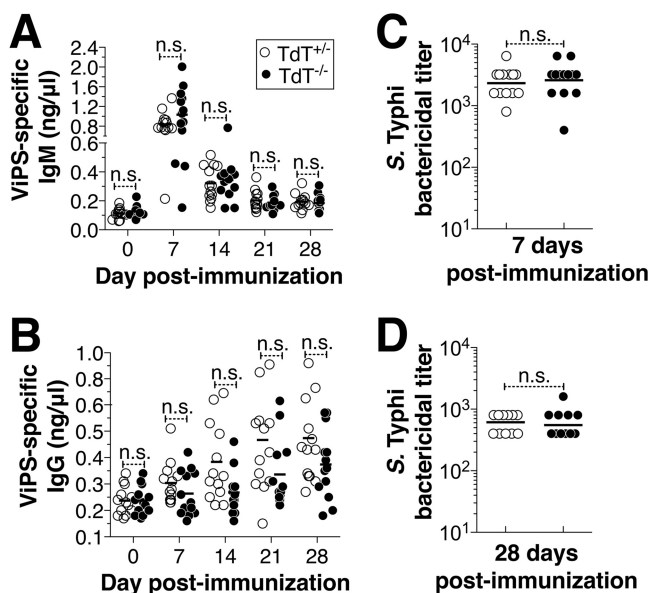 A
ViPS-specific
IgM (ng/μl)
2.4
2.0
1.6
1.2
0.8
0.6
0.4
0.2
0.0
n.s.
n.s.
n.s.
n.s.
n.s.
TdT+/-
TdT-/-
0 7 14 21 28
Day post-immunization
C
S. Typhi
bactericidal titer
10⁴
10³
10²
10¹
n.s.
7 days
post-immunization
B
ViPS-specific
IgG (ng/μl)
1.0
0.8
0.6
0.5
0.4
0.3
0.2
0.1
n.s.
n.s.
n.s.
n.s.
n.s.
0 7 14 21 28
Day post-immunization
D
S. Typhi
bactericidal titer
10⁴
10³
10²
10¹
n.s.
28 days
post-immunization